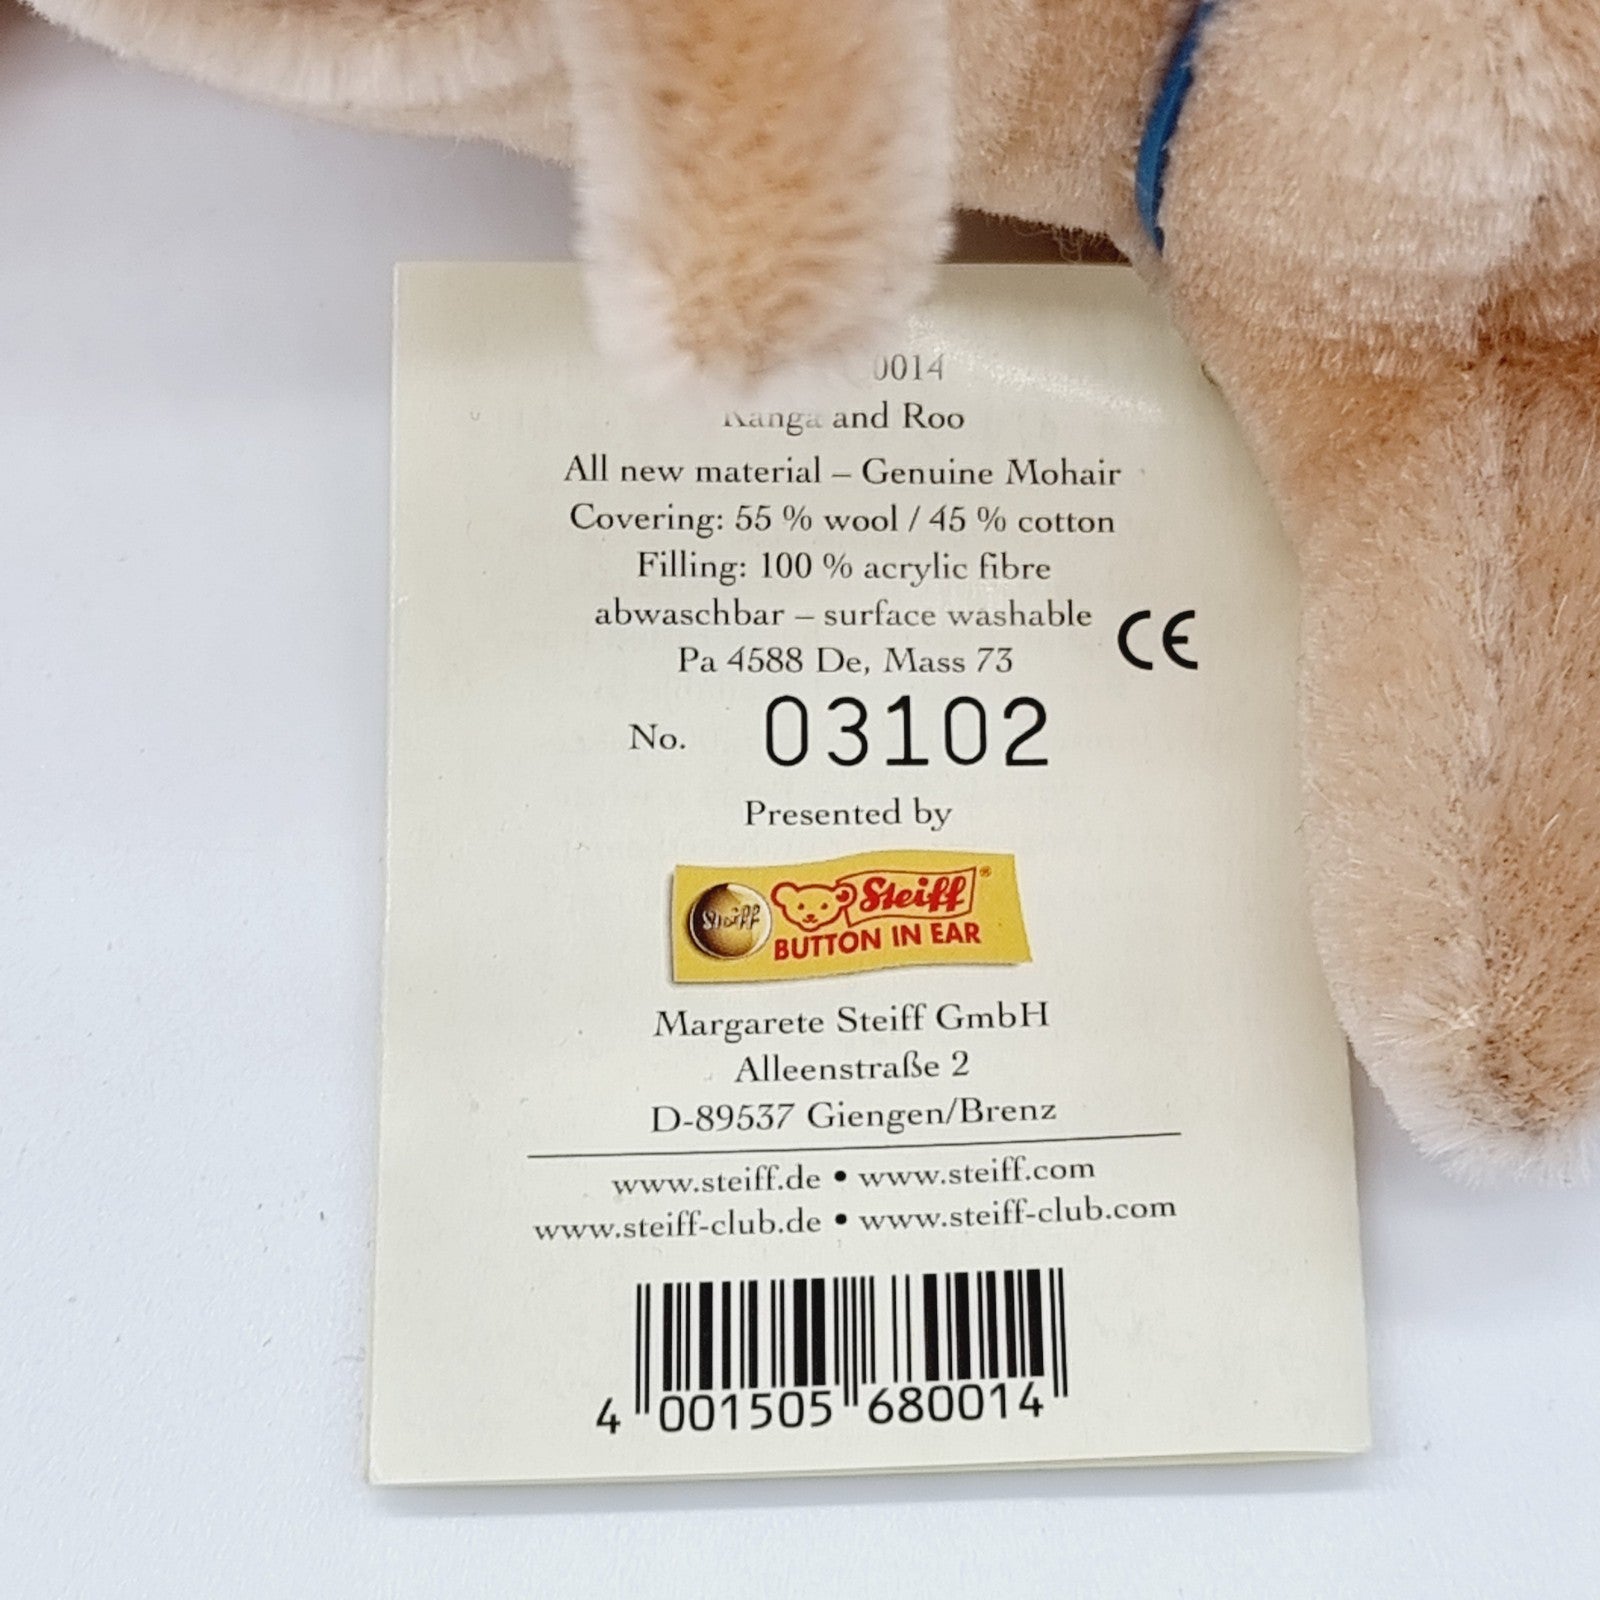 0014
Kanga and Roo
All new material – Genuine Mohair
Covering: 55 % wool / 45 % cotton
Filling: 100 % acrylic fibre
abwaschbar – surface washable
CE
Pa 4588 De, Mass 73
No. 03102
Presented by
Steiff Steiff®
BUTTON IN EAR
Margarete Steiff GmbH
Alleenstraße 2
D-89537 Giengen/Brenz
www.steiff.de • www.steiff.com
www.steiff-club.de • www.steiff-club.com
4 001505 680014